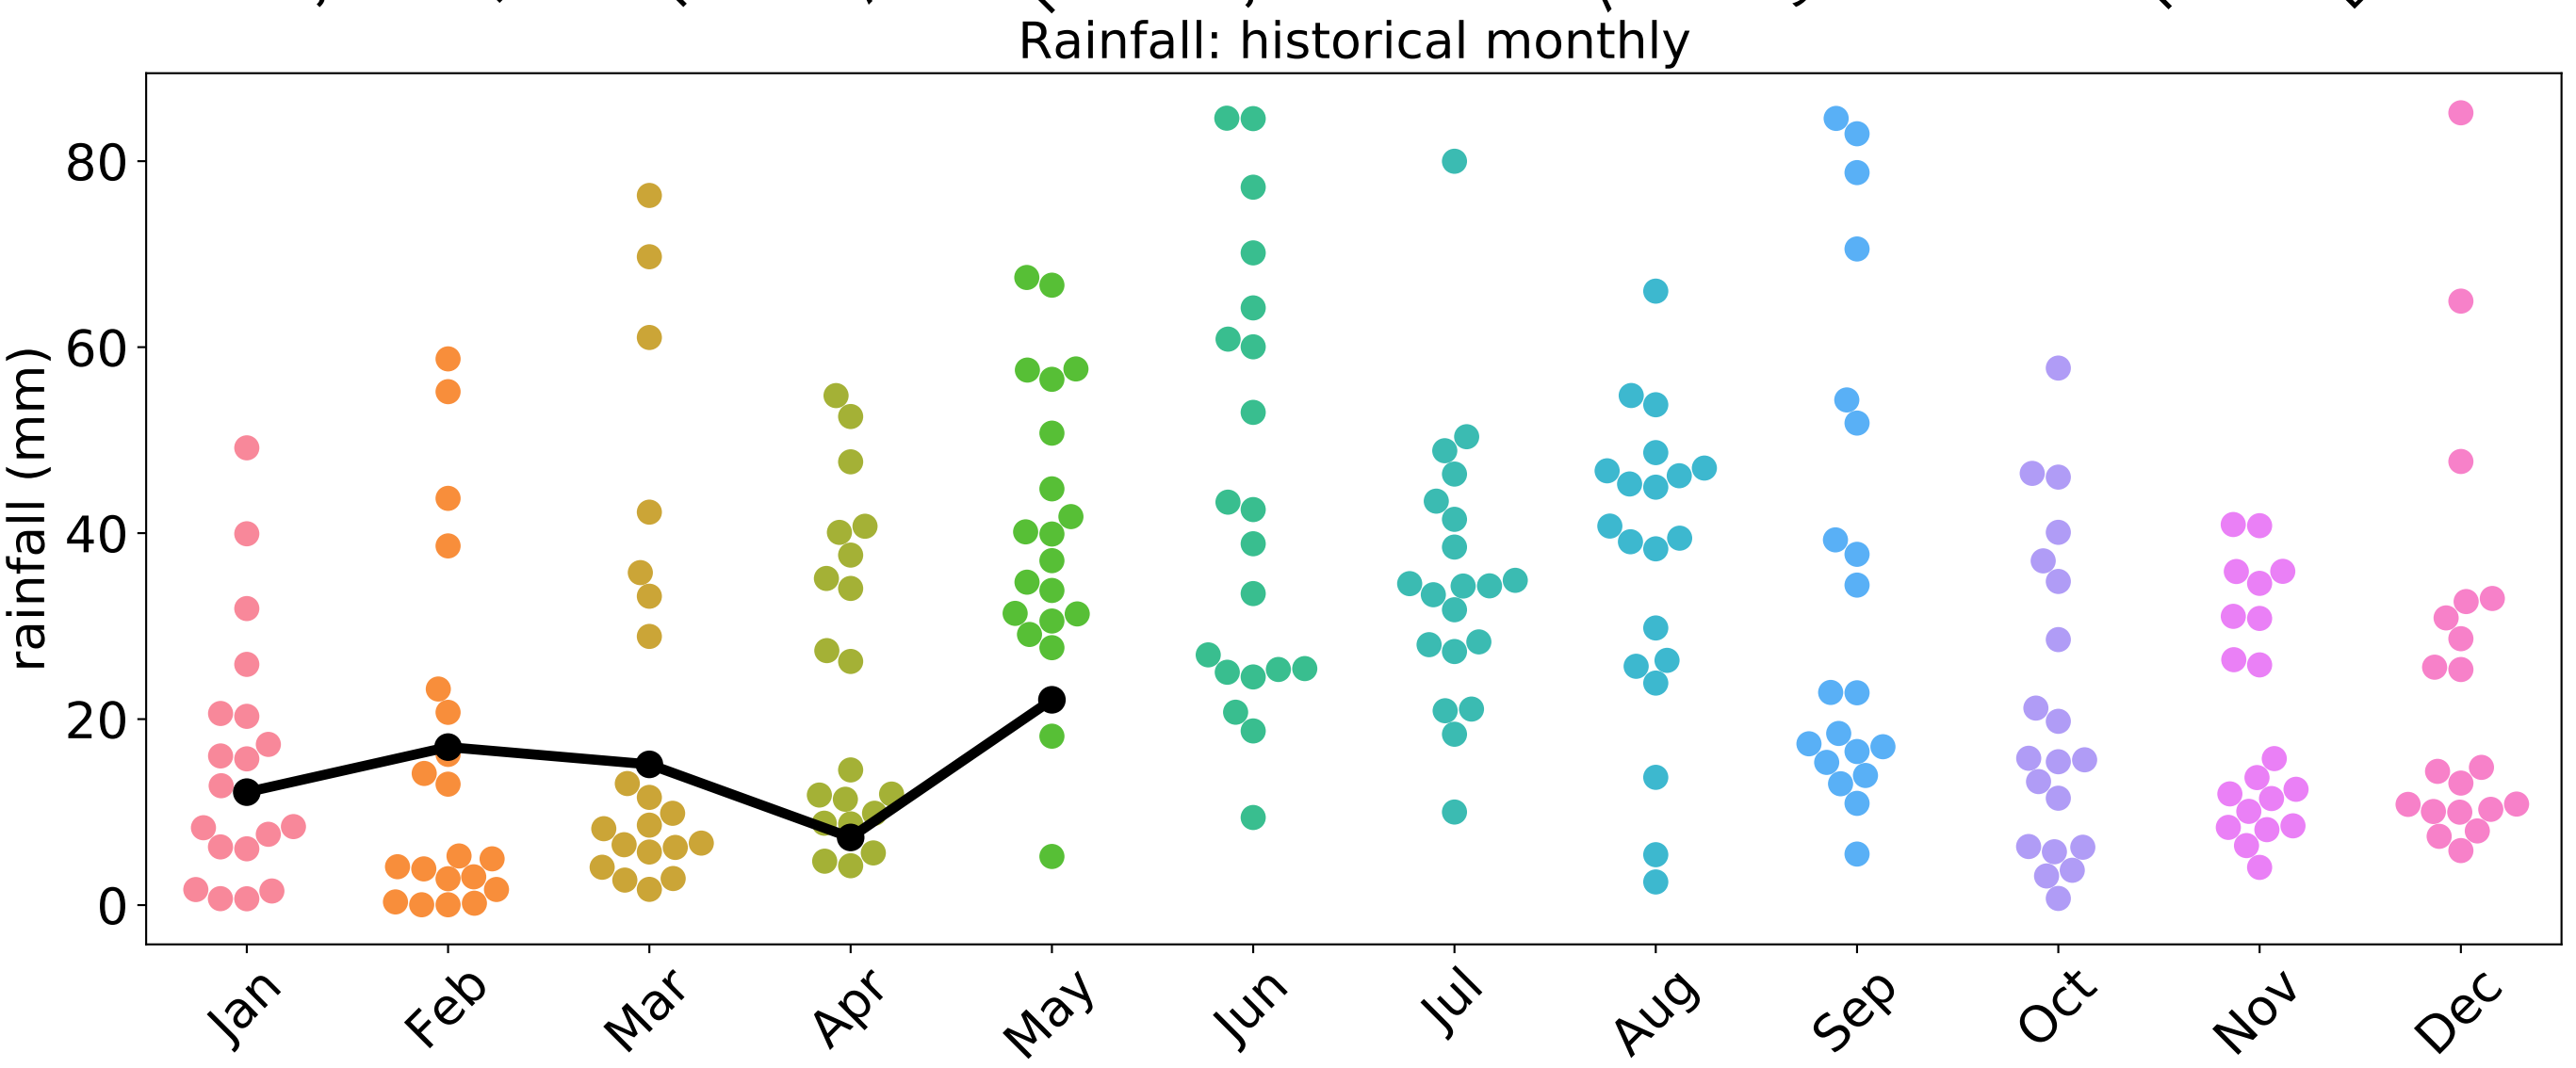 Rainfall: historical monthly
rainfall (mm)
80
60
40
20
0
Jan
Feb
Mar
Apr
May
Jun
Jul
Aug
Sep
Oct
Nov
Dec